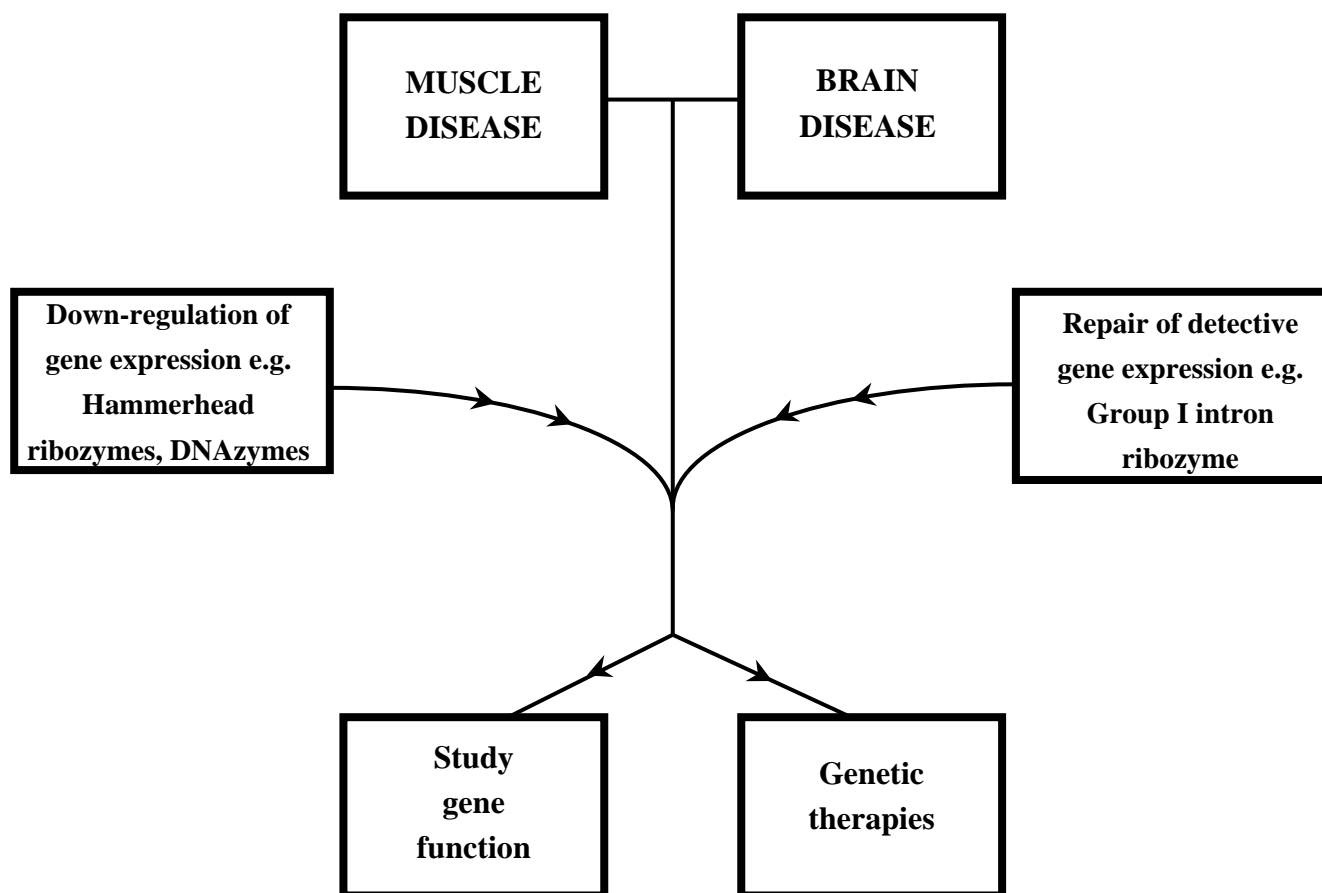 MUSCLE
DISEASE
BRAIN
DISEASE
Down-regulation of
gene expression e.g.
Hammerhead
ribozymes, DNAzymes
Repair of detective
gene expression e.g.
Group I intron
ribozyme
Study
gene
function
Genetic
therapies